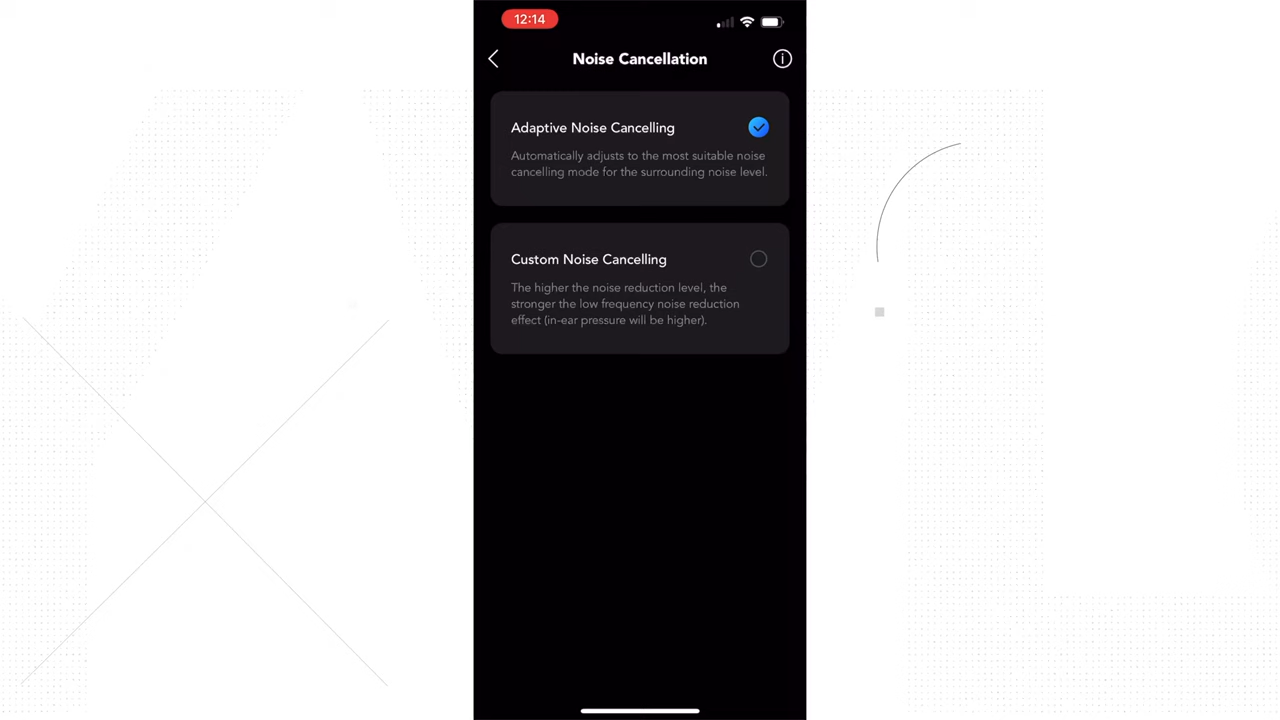 12:14
Noise Cancellation
Adaptive Noise Cancelling
Automatically adjusts to the most suitable noise
cancelling mode for the surrounding noise level.
Custom Noise Cancelling
The higher the noise reduction level, the
stronger the low frequency noise reduction
effect (in-ear pressure will be higher).